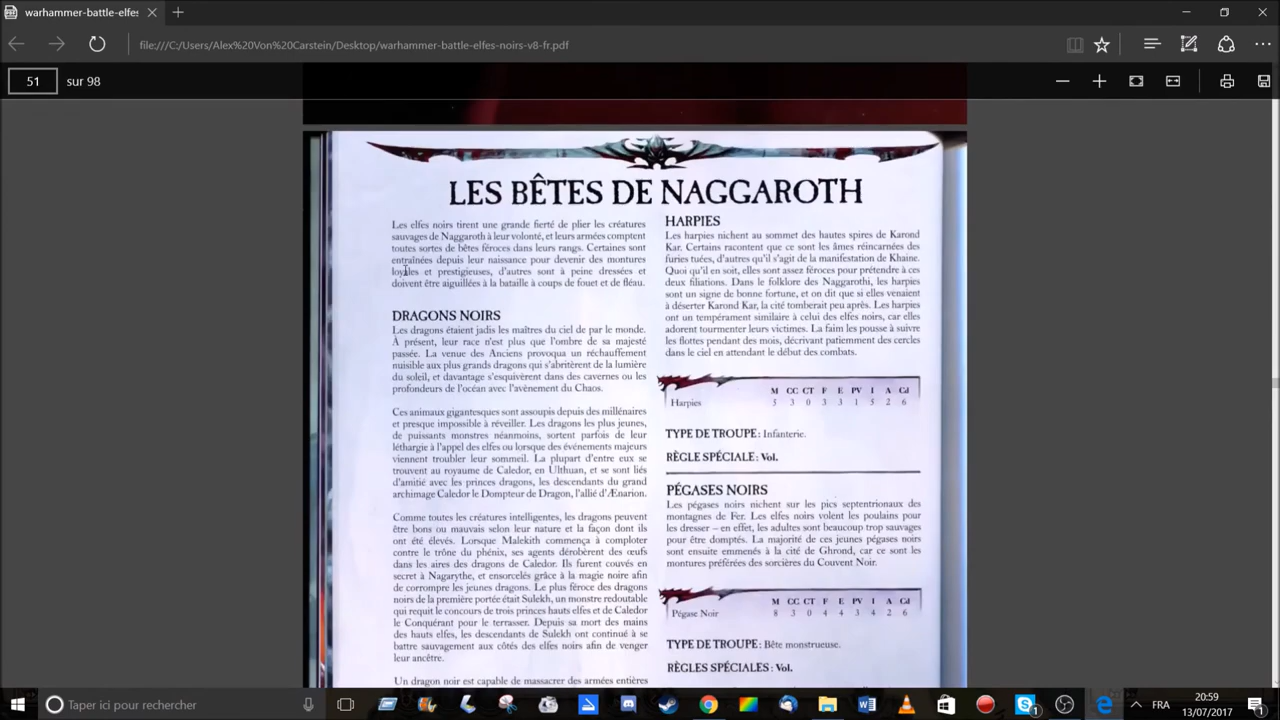 warhammer-battle-elfes
file:///C:/Users/Alex%20Von%20Carstein/Desktop/warhammer-battle-elfes-noirs-v8-fr.pdf
51 sur 98
LES BÊTES DE NAGGAROTH
Les elfes noirs tirent une grande fierté de plier les créatures
sauvages de Naggaroth à leur volonté, et leurs armées comptent
toutes sortes de bêtes féroces dans leurs rangs. Certaines sont
entraînées depuis leur naissance pour devenir des montures
loyales et prestigieuses, d'autres sont à peine dressées et
doivent être aiguillées à la bataille à coups de fouet et de fléau.
DRAGONS NOIRS
Les dragons étaient jadis les maîtres du ciel de par le monde.
À présent, leur race n'est plus que l'ombre de sa majesté
passée. La venue des Anciens provoqua un réchauffement
nuisible aux plus grands dragons qui s'abritèrent de la lumière
du soleil, et davantage s'esquivèrent dans des cavernes ou les
profondeurs de l'océan avec l'avènement du Chaos.
Ces animaux gigantesques sont assoupis depuis des millénaires
et presque impossible à réveiller. Les dragons les plus jeunes,
de puissants monstres néanmoins, sortent parfois de leur
léthargie à l'appel des elfes ou lorsque des événements majeurs
viennent troubler leur sommeil. La plupart d'entre eux se
trouvent au royaume de Caledor, en Ulthuan, et se sont liés
d'amitié avec les princes dragons, les descendants du grand
archimage Caledor le Dompteur de Dragon, l'allié d'Ænarion.
Comme toutes les créatures intelligentes, les dragons peuvent
être bons ou mauvais selon leur nature et la façon dont ils
ont été élevés. Lorsque Malekith commença à comploter
contre le trône du phénix, ses agents dérobèrent des œufs
dans les aires des dragons de Caledor. Ils furent couvés en
secret à Nagarythe, et ensorcelés grâce à la magie noire afin
de corrompre les jeunes dragons. Le plus féroce des dragons
noirs de la première portée était Sulekh, un monstre redoutable
qui requit le concours de trois princes hauts elfes et de Caledor
le Conquérant pour le terrasser. Depuis sa mort des mains
des hauts elfes, les descendants de Sulekh ont continué à se
battre sauvagement aux côtés des elfes noirs afin de venger
leur ancêtre.
Un dragon noir est capable de massacrer des armées entières
HARPIES
Les harpies nichent au sommet des hautes spires de Karond
Kar. Certains racontent que ce sont les âmes réincarnées des
furies tuées, d'autres qu'il s'agit de la manifestation de Khaine.
Quoi qu'il en soit, elles sont assez féroces pour prétendre à ces
deux filiations. Dans le folklore des Naggarothi, les harpies
sont un signe de bonne fortune, et on dit que si elles venaient
à déserter Karond Kar, la cité tomberait peu après. Les harpies
ont un tempérament similaire à celui des elfes noirs, car elles
adorent tourmenter leurs victimes. La faim les pousse à suivre
les flottes pendant des mois, décrivant patiemment des cercles
dans le ciel en attendant le début des combats.
M CC CT F E PV I A Cd
Harpies 5 3 0 3 3 1 5 2 6
TYPE DE TROUPE : Infanterie.
RÈGLE SPÉCIALE : Vol.
PÉGASES NOIRS
Les pégases noirs nichent sur les pics septentrionaux des
montagnes de Fer. Les elfes noirs volent les poulains pour
les dresser – en effet, les adultes sont beaucoup trop sauvages
pour être domptés. La majorité de ces jeunes pégases noirs
sont ensuite emmenés à la cité de Ghrond, car ce sont les
montures préférées des sorcières du Couvent Noir.
M CC CT F E PV I A Cd
Pégase Noir 8 3 0 4 4 3 4 2 6
TYPE DE TROUPE : Bête monstrueuse.
RÈGLES SPÉCIALES : Vol.
Taper ici pour rechercher
FRA
20:59
13/07/2017